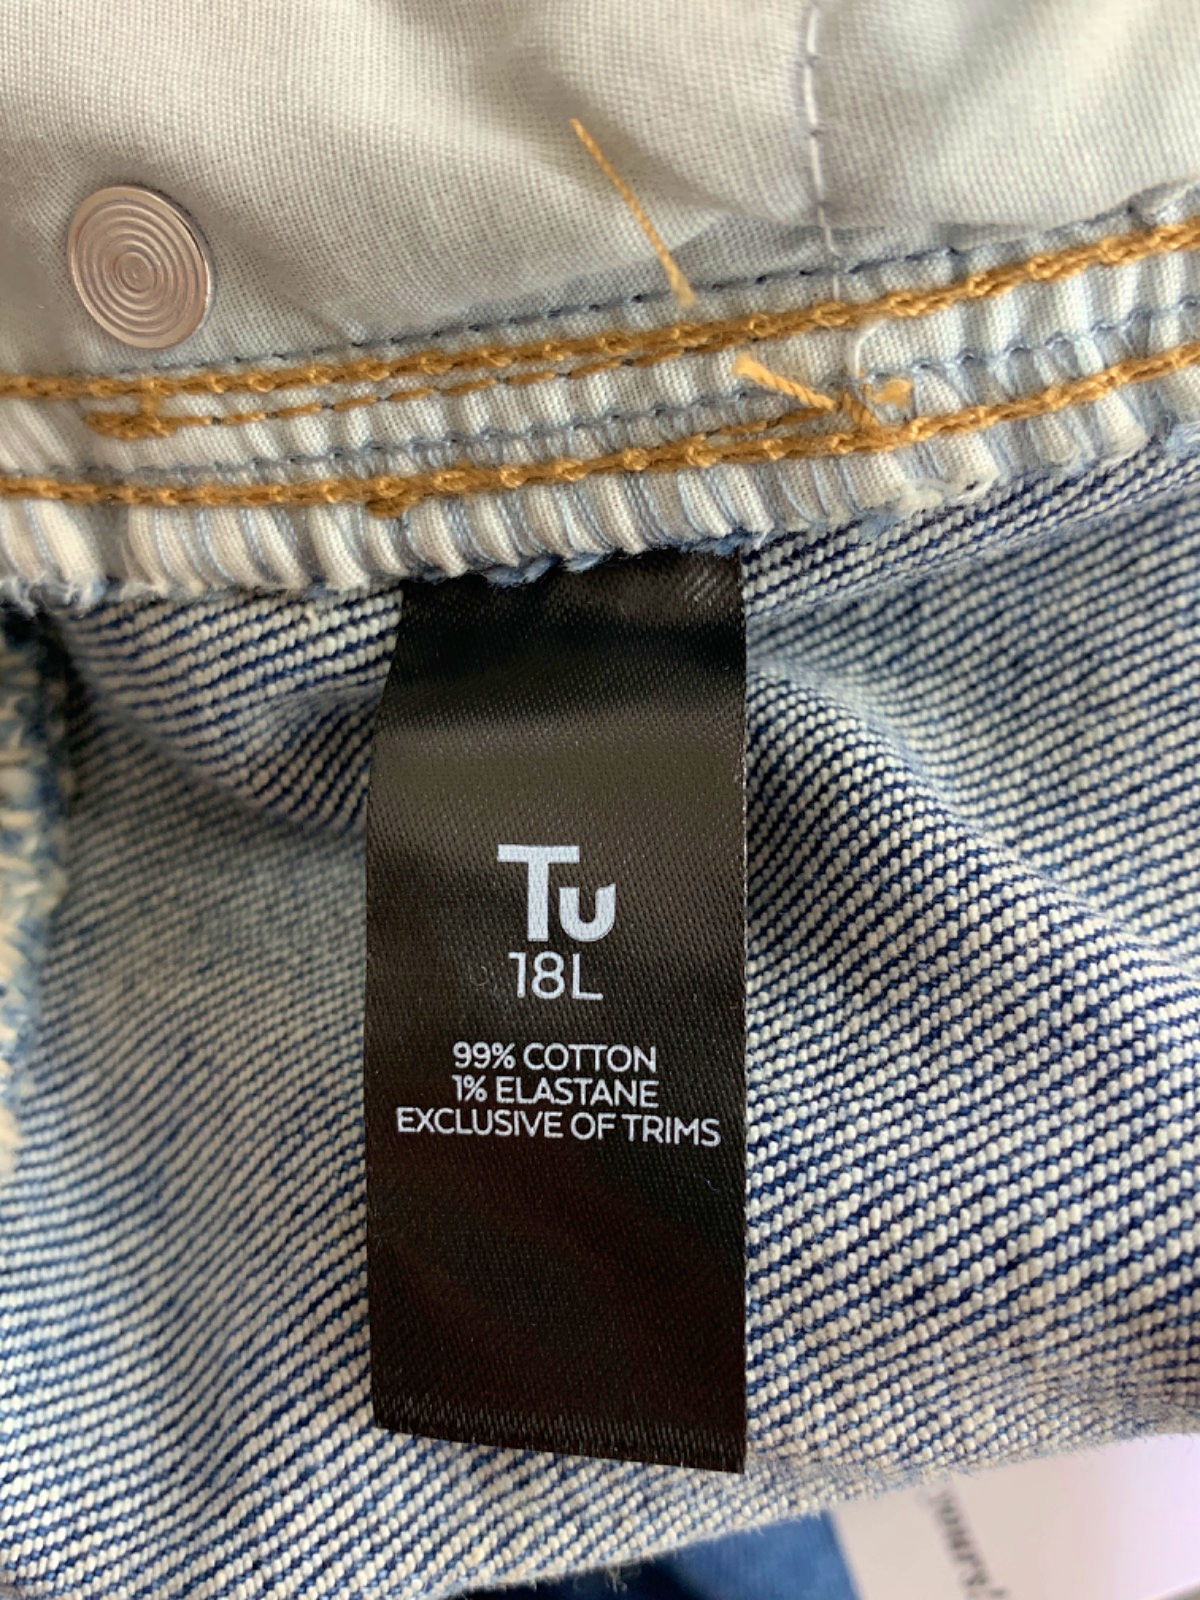 Tu
18L
99% COTTON
1% ELASTANE
EXCLUSIVE OF TRIMS